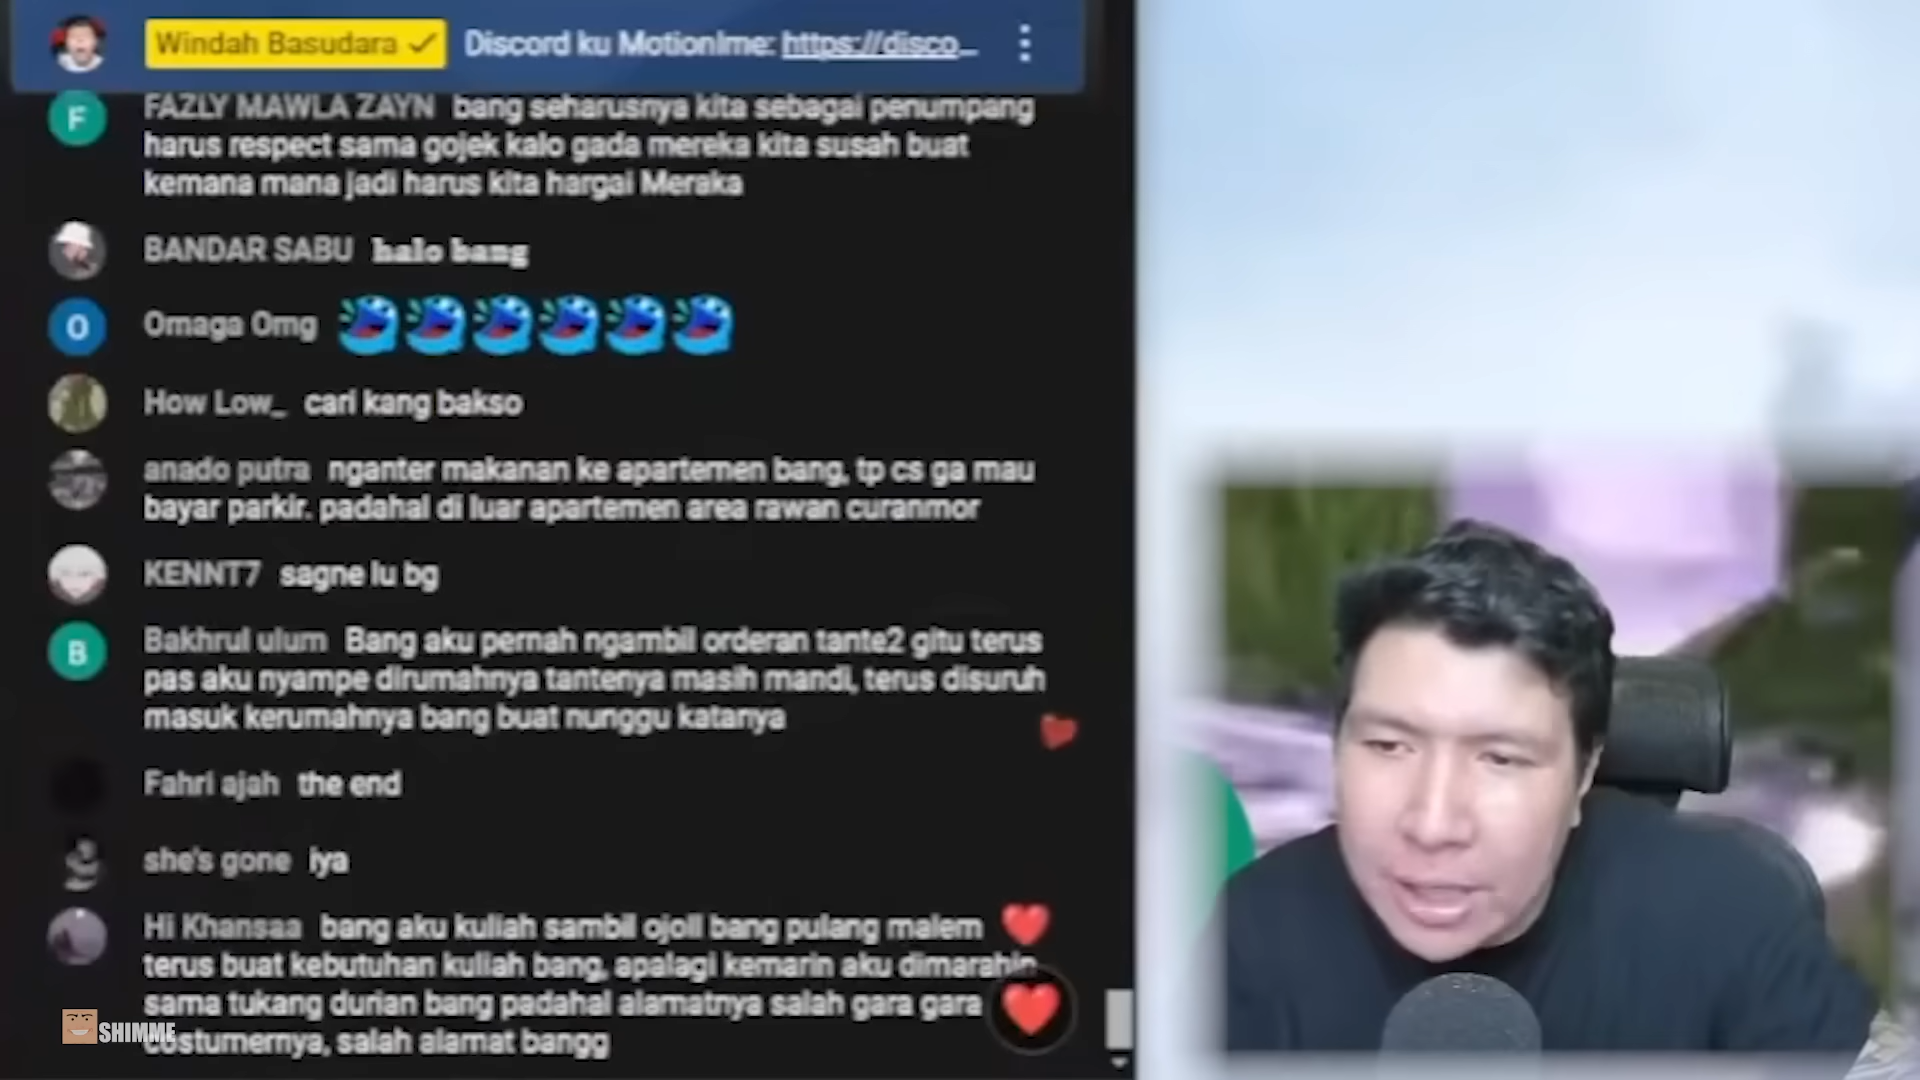 Windah Basudara ✓ Discord ku MotionIme: https://disco...
F FAZLY MAWLA ZAYN bang seharusnya kita sebagai penumpang
harus respect sama gojek kalo gada mereka kita susah buat
kemana mana jadi harus kita hargai Meraka
BANDAR SABU halo bang
O Omaga Omg
How Low_ cari kang bakso
anado putra nganter makanan ke apartemen bang, tp cs ga mau
bayar parkir. padahal di luar apartemen area rawan curanmor
KENNT7 sagne lu bg
B Bakhrul ulum Bang aku pernah ngambil orderan tante2 gitu terus
pas aku nyampe dirumahnya tantenya masih mandi, terus disuruh
masuk kerumahnya bang buat nunggu katanya
Fahri ajah the end
she's gone iya
Hi Khansaa bang aku kuliah sambil ojoll bang pulang malem
terus buat kebutuhan kuliah bang, apalagi kemarin aku dimarahin
sama tukang durian bang padahal alamatnya salah gara gara
costumernya, salah alamat bangg
SHIMME